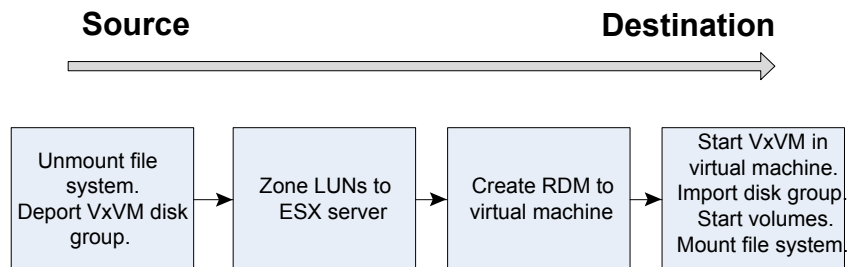 Source
Destination
Unmount file
system.
Deport VxVM disk
group.
Zone LUNs to
ESX server
Create RDM to
virtual machine
Start VxVM in
virtual machine.
Import disk group.
Start volumes.
Mount file system.